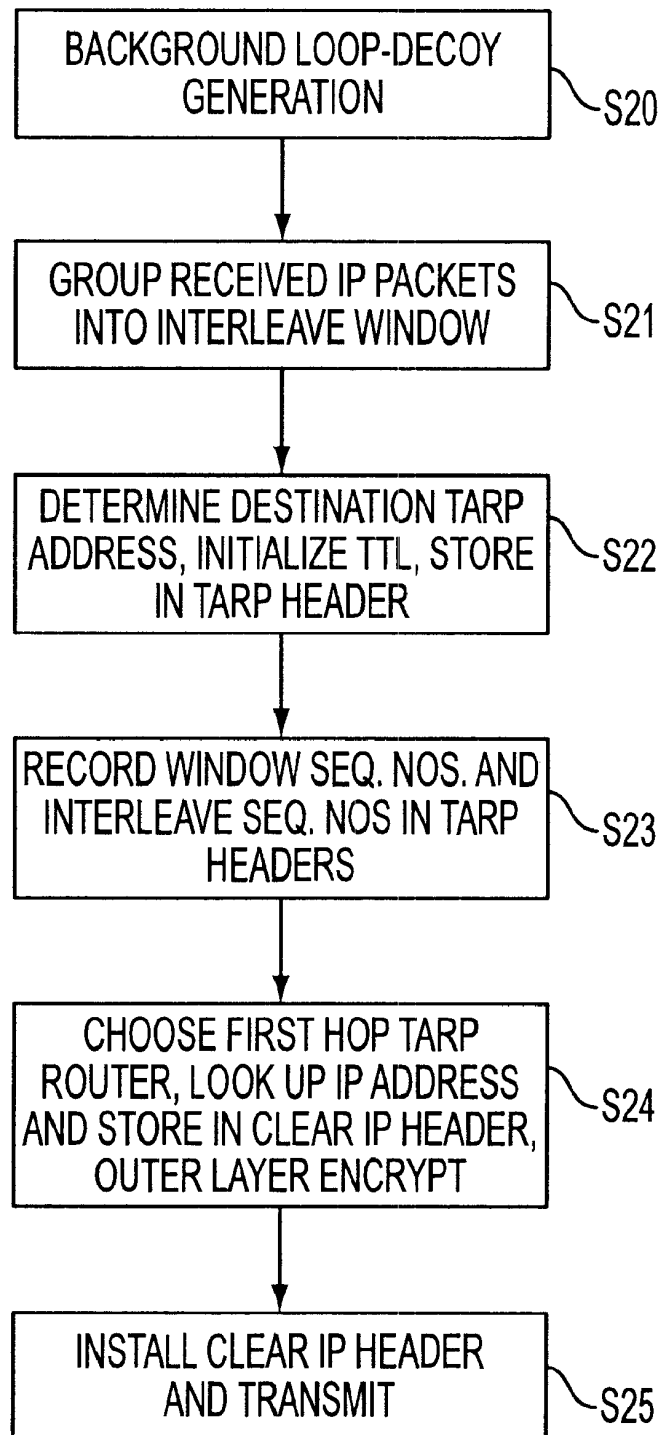 BACKGROUND LOOP-DECOY
GENERATION
S20
GROUP RECEIVED IP PACKETS
INTO INTERLEAVE WINDOW
S21
DETERMINE DESTINATION TARP
ADDRESS, INITIALIZE TTL, STORE
IN TARP HEADER
S22
RECORD WINDOW SEQ. NOS. AND
INTERLEAVE SEQ. NOS IN TARP
HEADERS
S23
CHOOSE FIRST HOP TARP
ROUTER, LOOK UP IP ADDRESS
AND STORE IN CLEAR IP HEADER,
OUTER LAYER ENCRYPT
S24
INSTALL CLEAR IP HEADER
AND TRANSMIT
S25